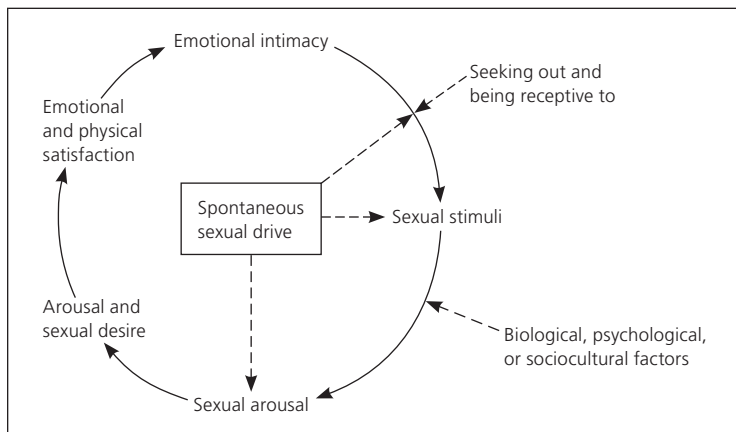 Emotional intimacy
Seeking out and
being receptive to
Emotional
and physical
satisfaction
Spontaneous
sexual drive
Sexual stimuli
Arousal and
sexual desire
Biological, psychological,
or sociocultural factors
Sexual arousal